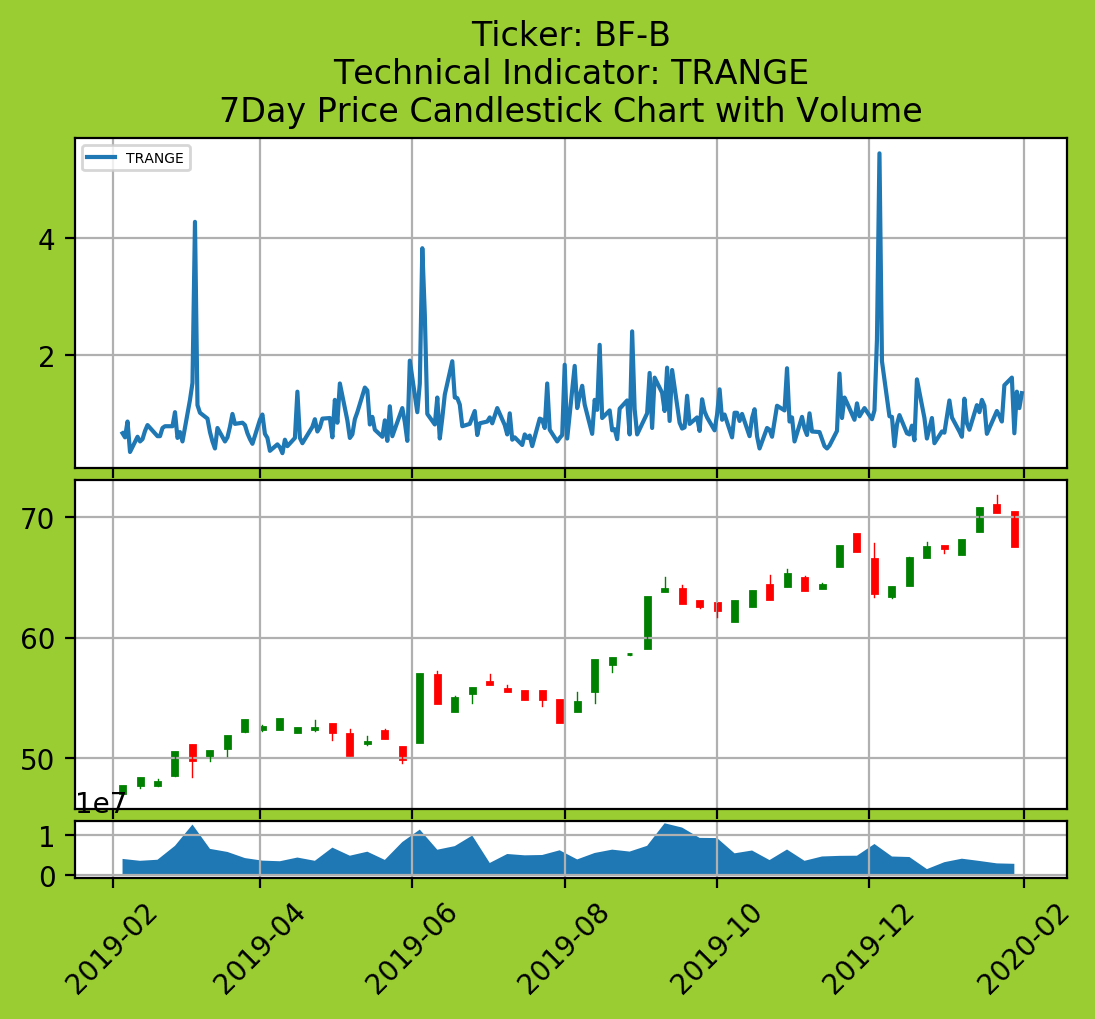 Ticker: BF-B
Technical Indicator: TRANGE
7Day Price Candlestick Chart with Volume
TRANGE
4
2
70
60
50
1e7
1
0
2019-02
2019-04
2019-06
2019-08
2019-10
2019-12
2020-02